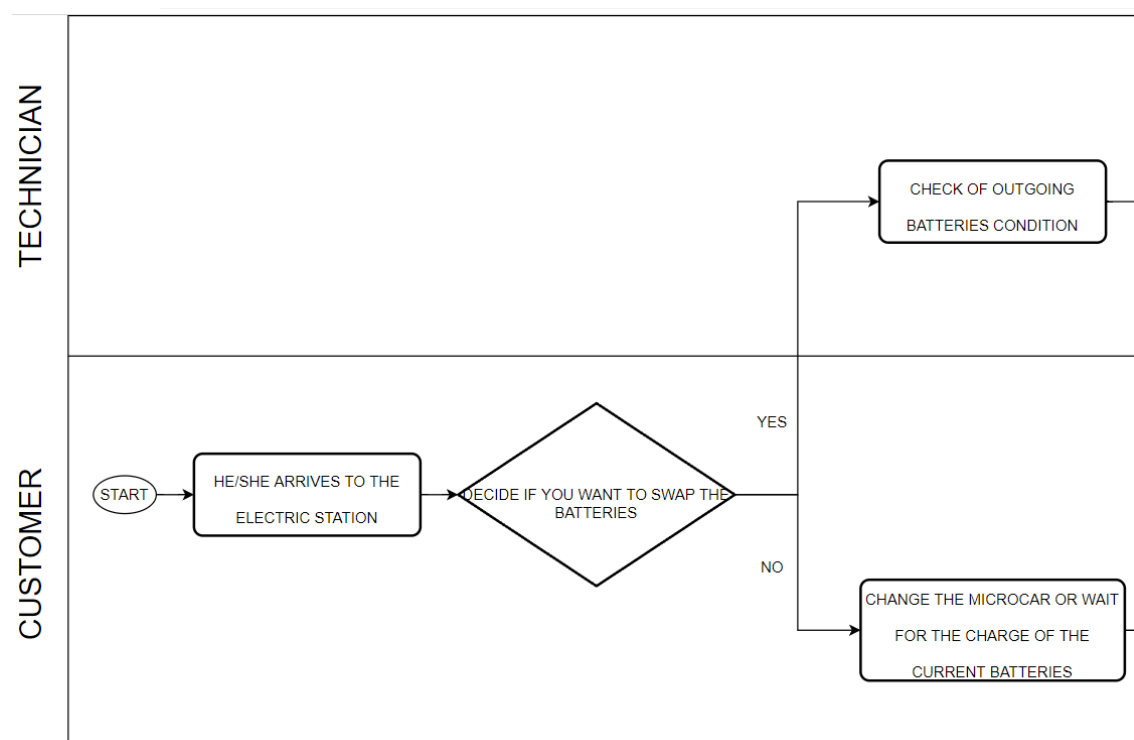 TECHNICIAN
CHECK OF OUTGOING
BATTERIES CONDITION
CUSTOMER
START
HE/SHE ARRIVES TO THE
ELECTRIC STATION
DECIDE IF YOU WANT TO SWAP THE
BATTERIES
YES
NO
CHANGE THE MICROCAR OR WAIT
FOR THE CHARGE OF THE
CURRENT BATTERIES